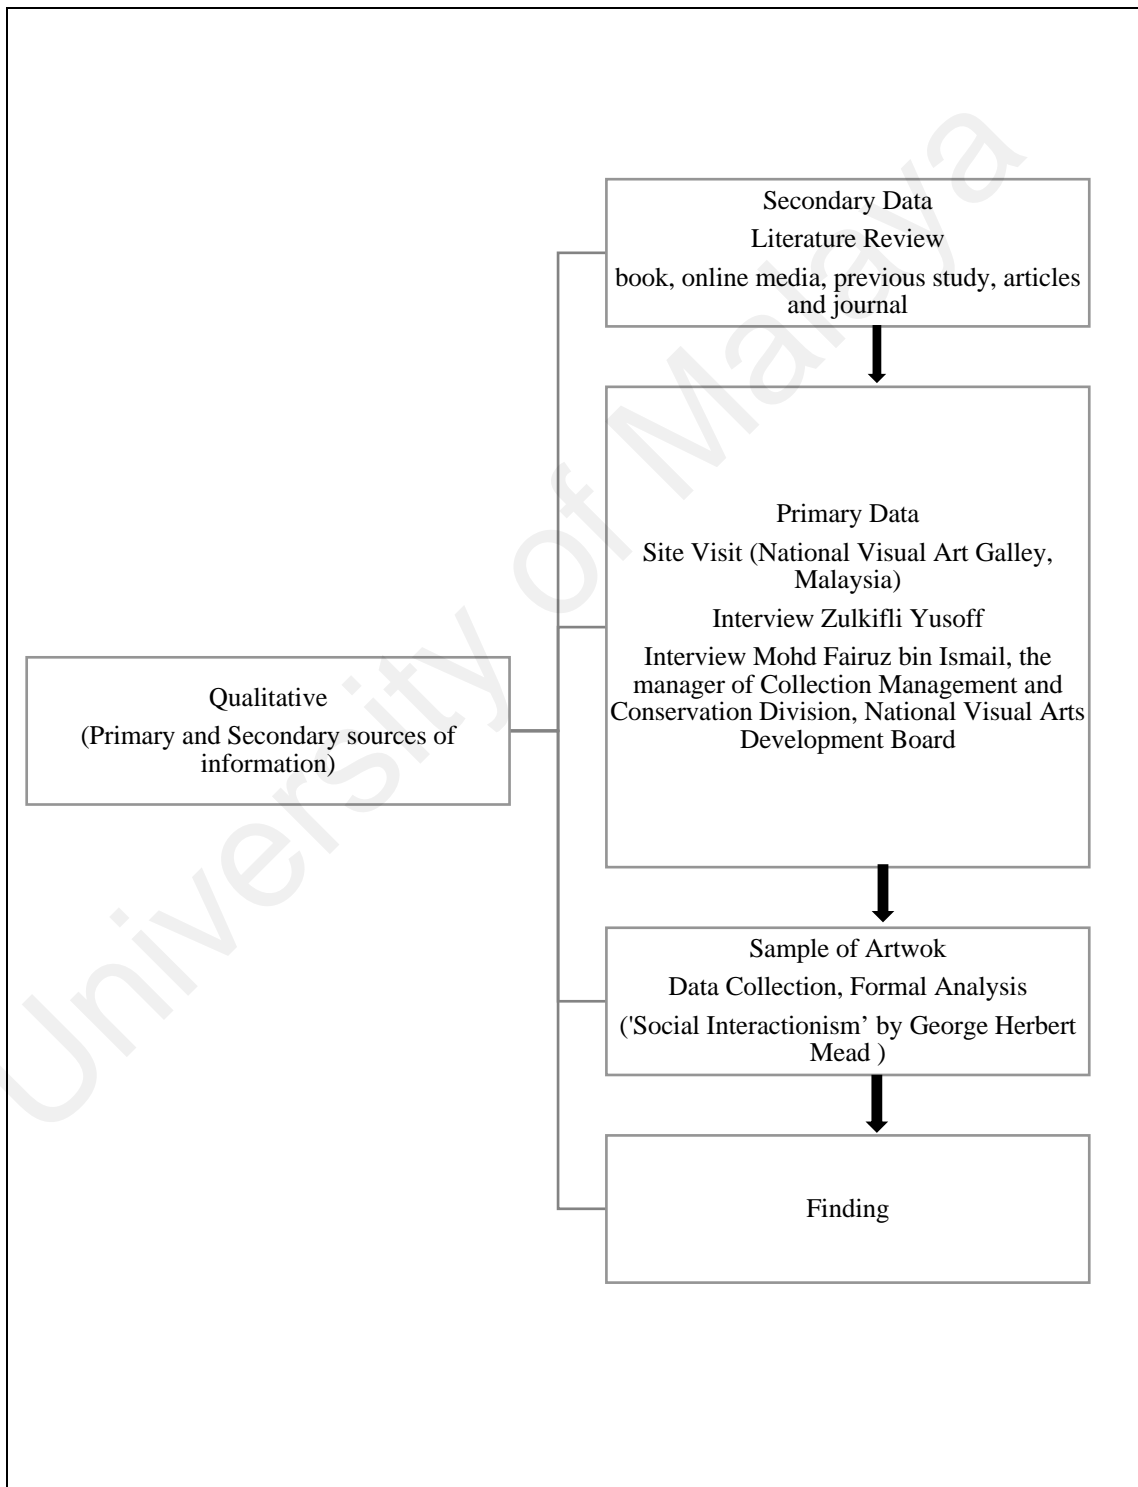 Secondary Data
Literature Review
book, online media, previous study, articles
and journal
Primary Data
Site Visit (National Visual Art Galley,
Malaysia)
Interview Zulkifli Yusoff
Interview Mohd Fairuz bin Ismail, the
manager of Collection Management and
Conservation Division, National Visual Arts
Development Board
Qualitative
(Primary and Secondary sources of
information)
Sample of Artwok
Data Collection, Formal Analysis
('Social Interactionism’ by George Herbert
Mead )
Finding
University of Malaya